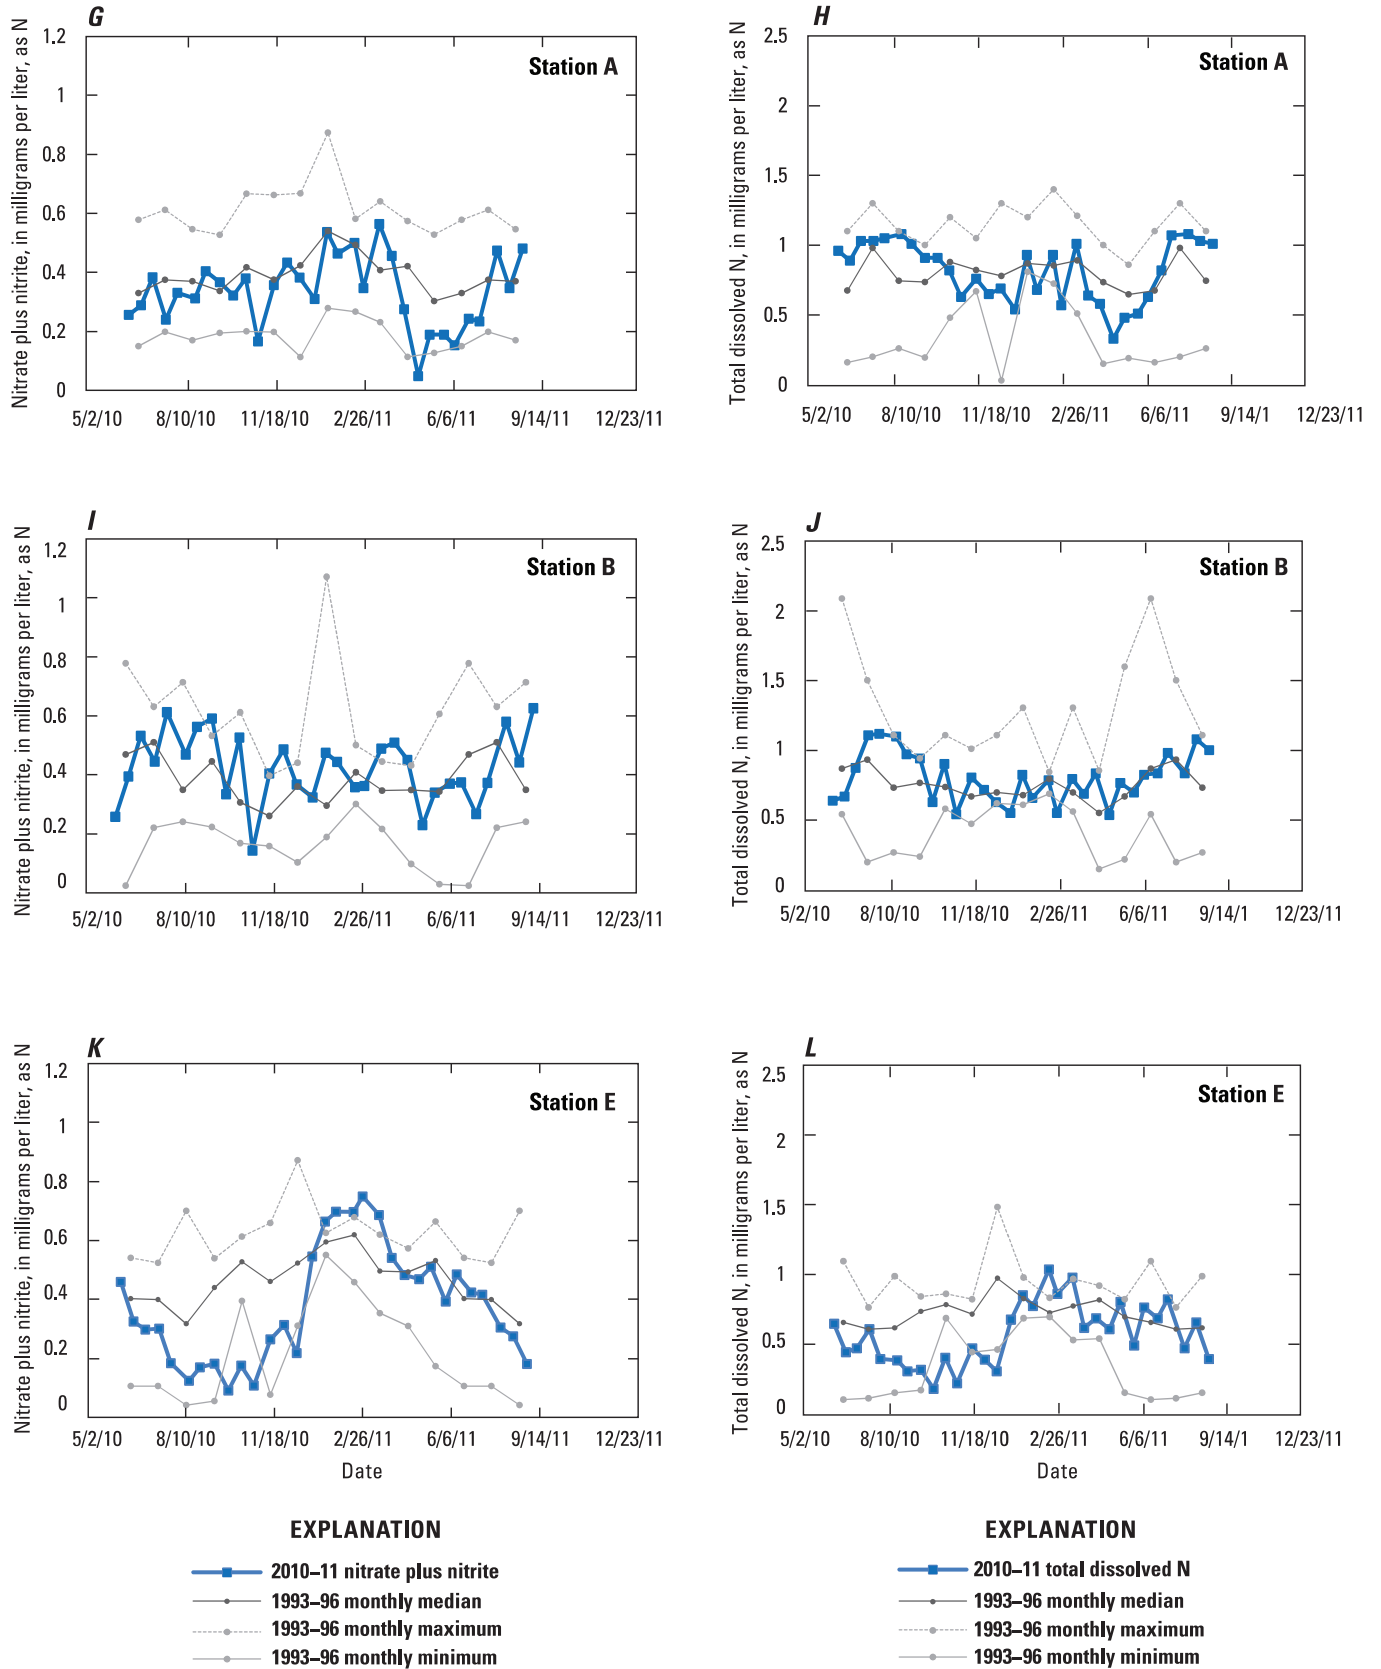 G
Nitrate plus nitrite, in milligrams per liter, as N
1.2
1
0.8
0.6
0.4
0.2
0
Station A
5/2/10 8/10/10 11/18/10 2/26/11 6/6/11 9/14/11 12/23/11
H
Total dissolved N, in milligrams per liter, as N
2.5
2
1.5
1
0.5
0
Station A
5/2/10 8/10/10 11/18/10 2/26/11 6/6/11 9/14/1 12/23/11
I
Nitrate plus nitrite, in milligrams per liter, as N
1.2
1
0.8
0.6
0.4
0.2
0
Station B
5/2/10 8/10/10 11/18/10 2/26/11 6/6/11 9/14/11 12/23/11
J
Total dissolved N, in milligrams per liter, as N
2.5
2
1.5
1
0.5
0
Station B
5/2/10 8/10/10 11/18/10 2/26/11 6/6/11 9/14/1 12/23/11
K
Nitrate plus nitrite, in milligrams per liter, as N
1.2
1
0.8
0.6
0.4
0.2
0
Station E
5/2/10 8/10/10 11/18/10 2/26/11 6/6/11 9/14/11 12/23/11
Date
L
Total dissolved N, in milligrams per liter, as N
2.5
2
1.5
1
0.5
0
Station E
5/2/10 8/10/10 11/18/10 2/26/11 6/6/11 9/14/1 12/23/11
Date
EXPLANATION
2010–11 nitrate plus nitrite
1993–96 monthly median
1993–96 monthly maximum
1993–96 monthly minimum
EXPLANATION
2010–11 total dissolved N
1993–96 monthly median
1993–96 monthly maximum
1993–96 monthly minimum